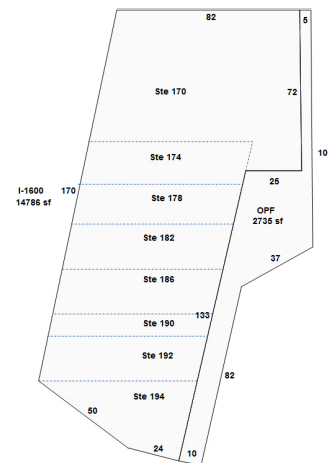 82
5
Ste 170
72
Ste 174
10
25
I-1600
14786 sf
170
Ste 178
OPF
2735 sf
Ste 182
37
Ste 186
133
Ste 190
Ste 192
82
Ste 194
50
24
10